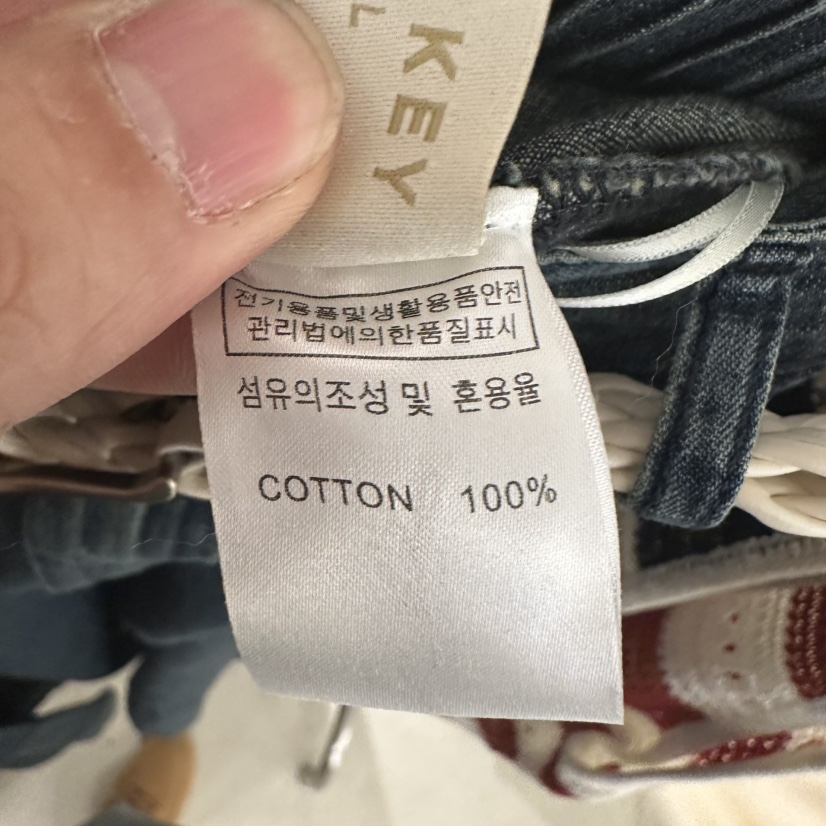 KEY
L
전기용품및생활용품안전
관리법에의한품질표시
섬유의조성 및 혼용율
COTTON 100%